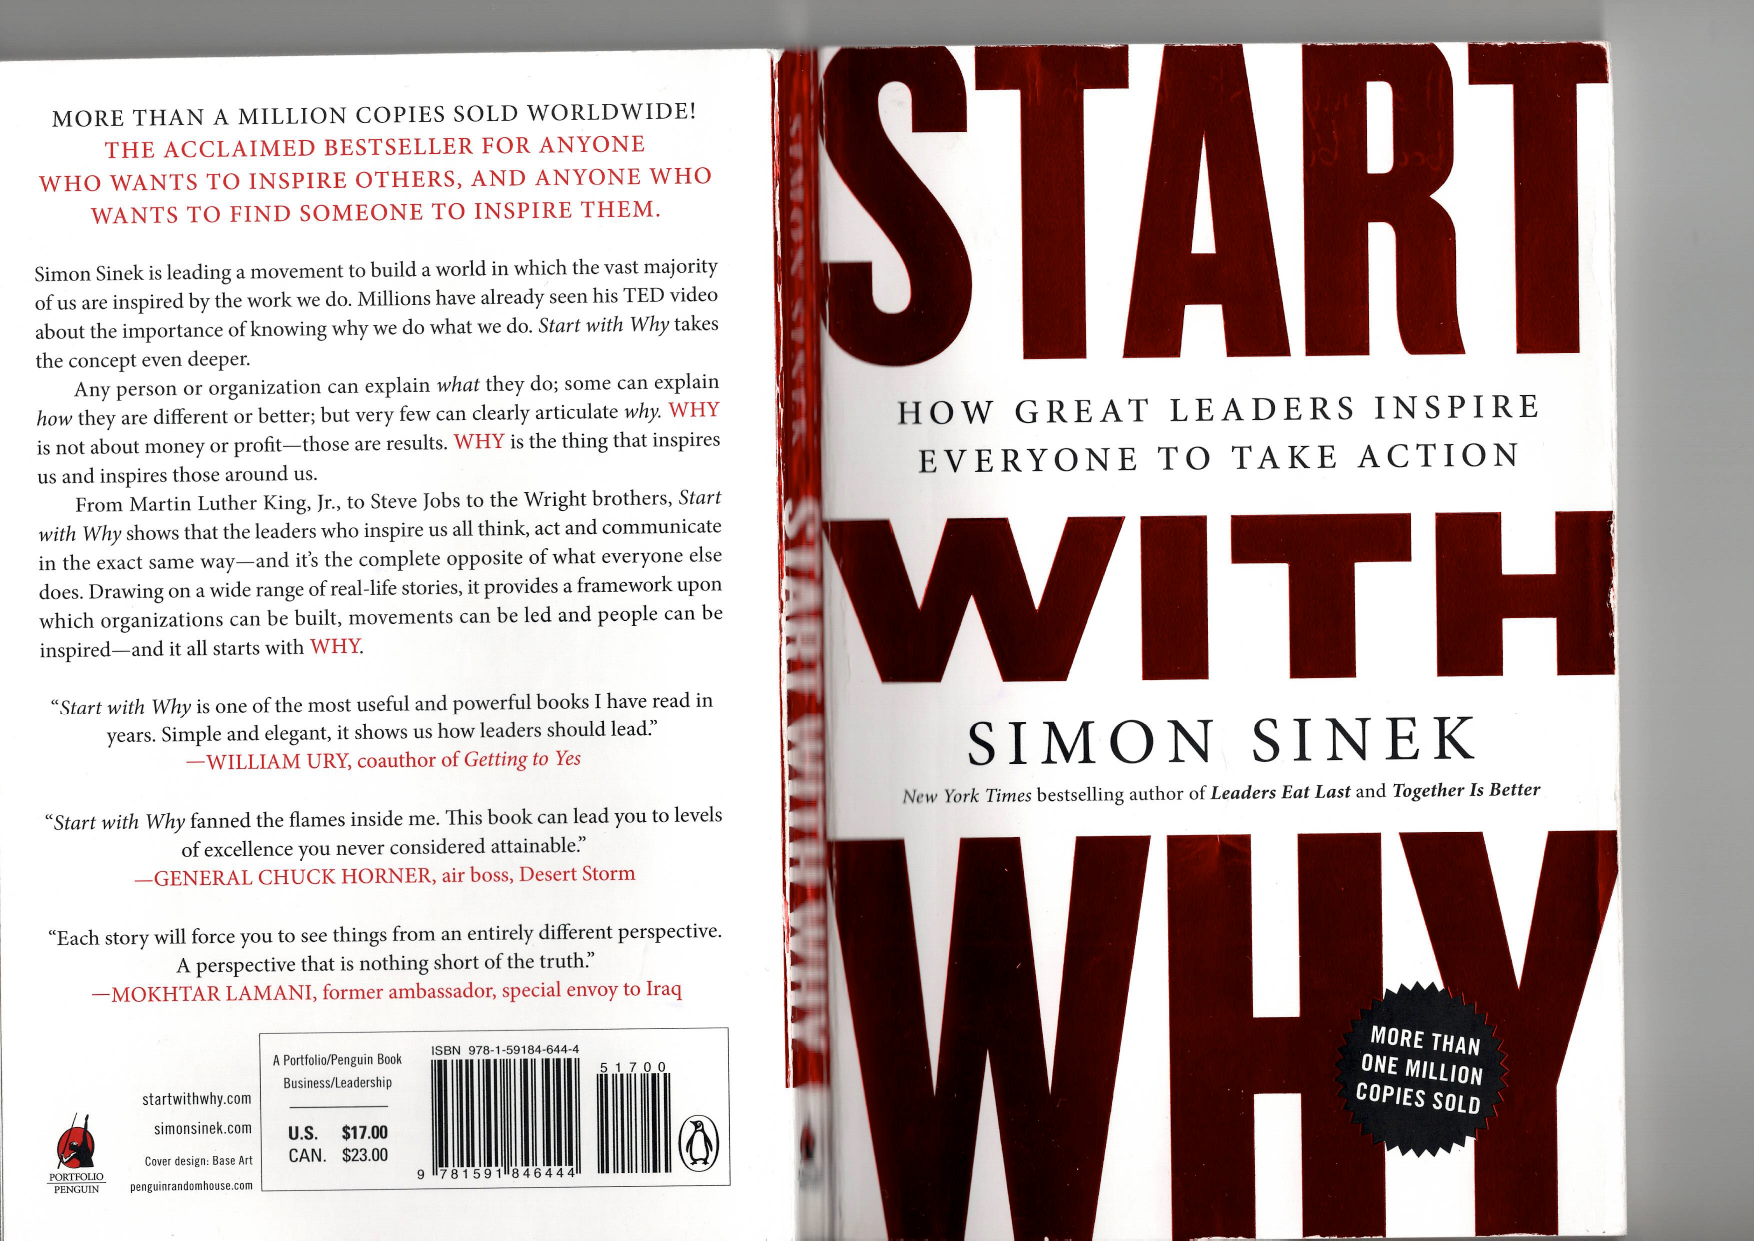 MORE THAN A MILLION COPIES SOLD WORLDWIDE!
THE ACCLAIMED BESTSELLER FOR ANYONE
WHO WANTS TO INSPIRE OTHERS, AND ANYONE WHO
WANTS TO FIND SOMEONE TO INSPIRE THEM.
Simon Sinek is leading a movement to build a world in which the vast majority
of us are inspired by the work we do. Millions have already seen his TED video
about the importance of knowing why we do what we do. Start with Why takes
the concept even deeper.
Any person or organization can explain what they do; some can explain
how they are different or better; but very few can clearly articulate why. WHY
is not about money or profit—those are results. WHY is the thing that inspires
us and inspires those around us.
From Martin Luther King, Jr., to Steve Jobs to the Wright brothers, Start
with Why shows that the leaders who inspire us all think, act and communicate
in the exact same way—and it's the complete opposite of what everyone else
does. Drawing on a wide range of real-life stories, it provides a framework upon
which organizations can be built, movements can be led and people can be
inspired—and it all starts with WHY.
“Start with Why is one of the most useful and powerful books I have read in
years. Simple and elegant, it shows us how leaders should lead.”
—WILLIAM URY, coauthor of Getting to Yes
“Start with Why fanned the flames inside me. This book can lead you to levels
of excellence you never considered attainable.”
—GENERAL CHUCK HORNER, air boss, Desert Storm
“Each story will force you to see things from an entirely different perspective.
A perspective that is nothing short of the truth.”
—MOKHTAR LAMANI, former ambassador, special envoy to Iraq
PORTFOLIO
PENGUIN
startwithwhy.com
simonsinek.com
Cover design: Base Art
penguinrandomhouse.com
A Portfolio/Penguin Book
Business/Leadership
U.S. $17.00
CAN. $23.00
ISBN 978-1-59184-644-4
51700
9 781591 846444
SIMON SINEK START WITH WHY
START
HOW GREAT LEADERS INSPIRE
EVERYONE TO TAKE ACTION
WITH
SIMON SINEK
New York Times bestselling author of Leaders Eat Last and Together Is Better
WHY
MORE THAN
ONE MILLION
COPIES SOLD